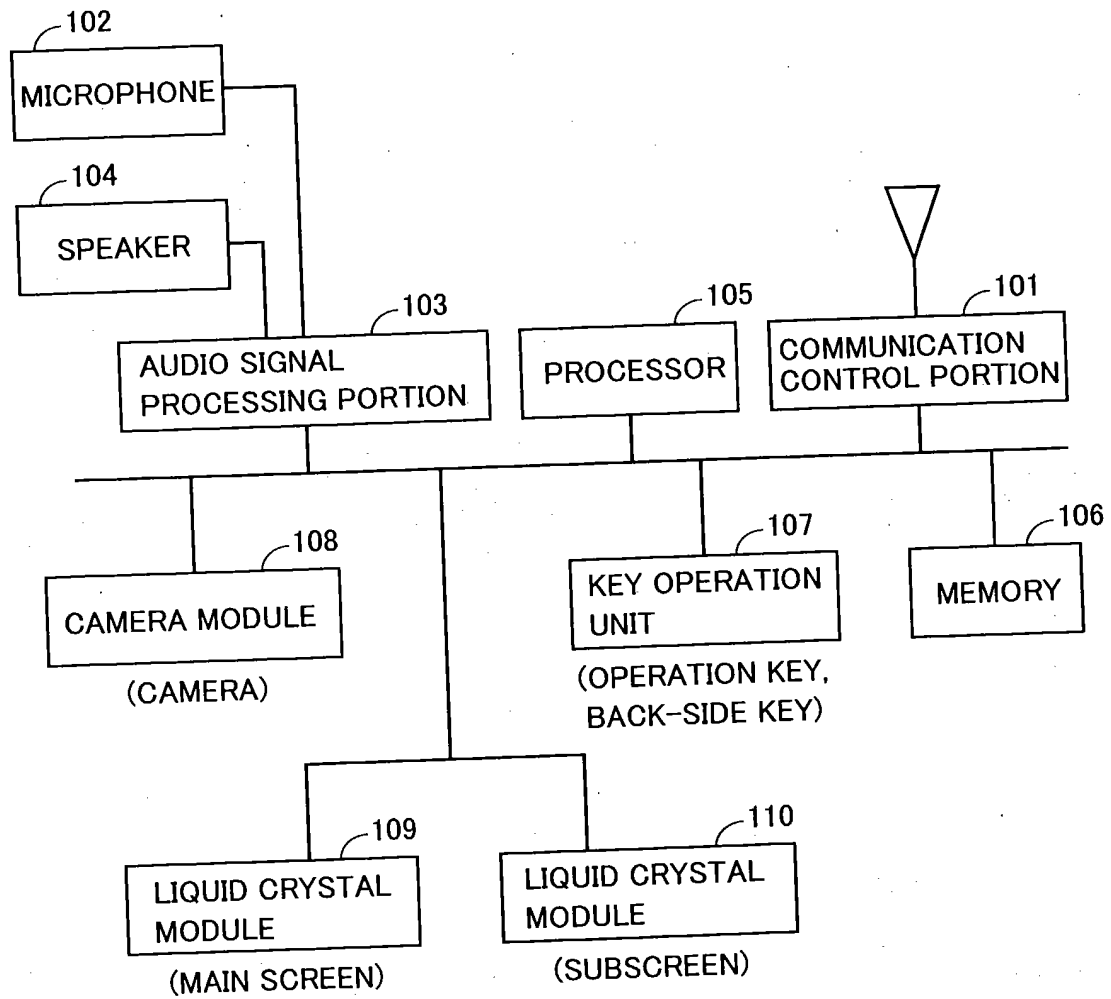 102
MICROPHONE
104
SPEAKER
103
AUDIO SIGNAL
PROCESSING PORTION
105
PROCESSOR
101
COMMUNICATION
CONTROL PORTION
108
CAMERA MODULE
(CAMERA)
107
KEY OPERATION
UNIT
(OPERATION KEY,
BACK-SIDE KEY)
106
MEMORY
109
LIQUID CRYSTAL
MODULE
(MAIN SCREEN)
110
LIQUID CRYSTAL
MODULE
(SUBSCREEN)